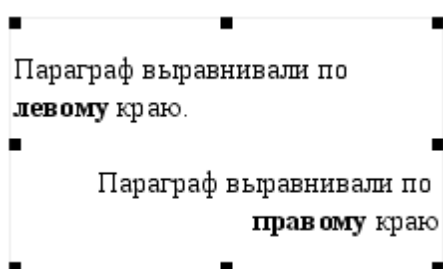 Параграф выравнивали по
левому краю.
Параграф выравнивали по
правому краю